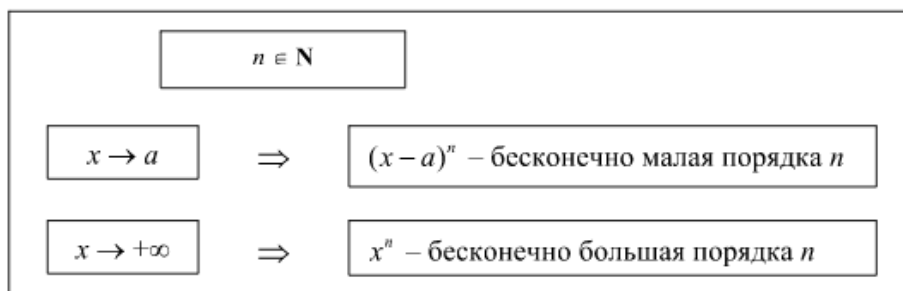 n ∈ N
x → a ⇒ (x − a)ⁿ – бесконечно малая порядка n
x → +∞ ⇒ xⁿ – бесконечно большая порядка n